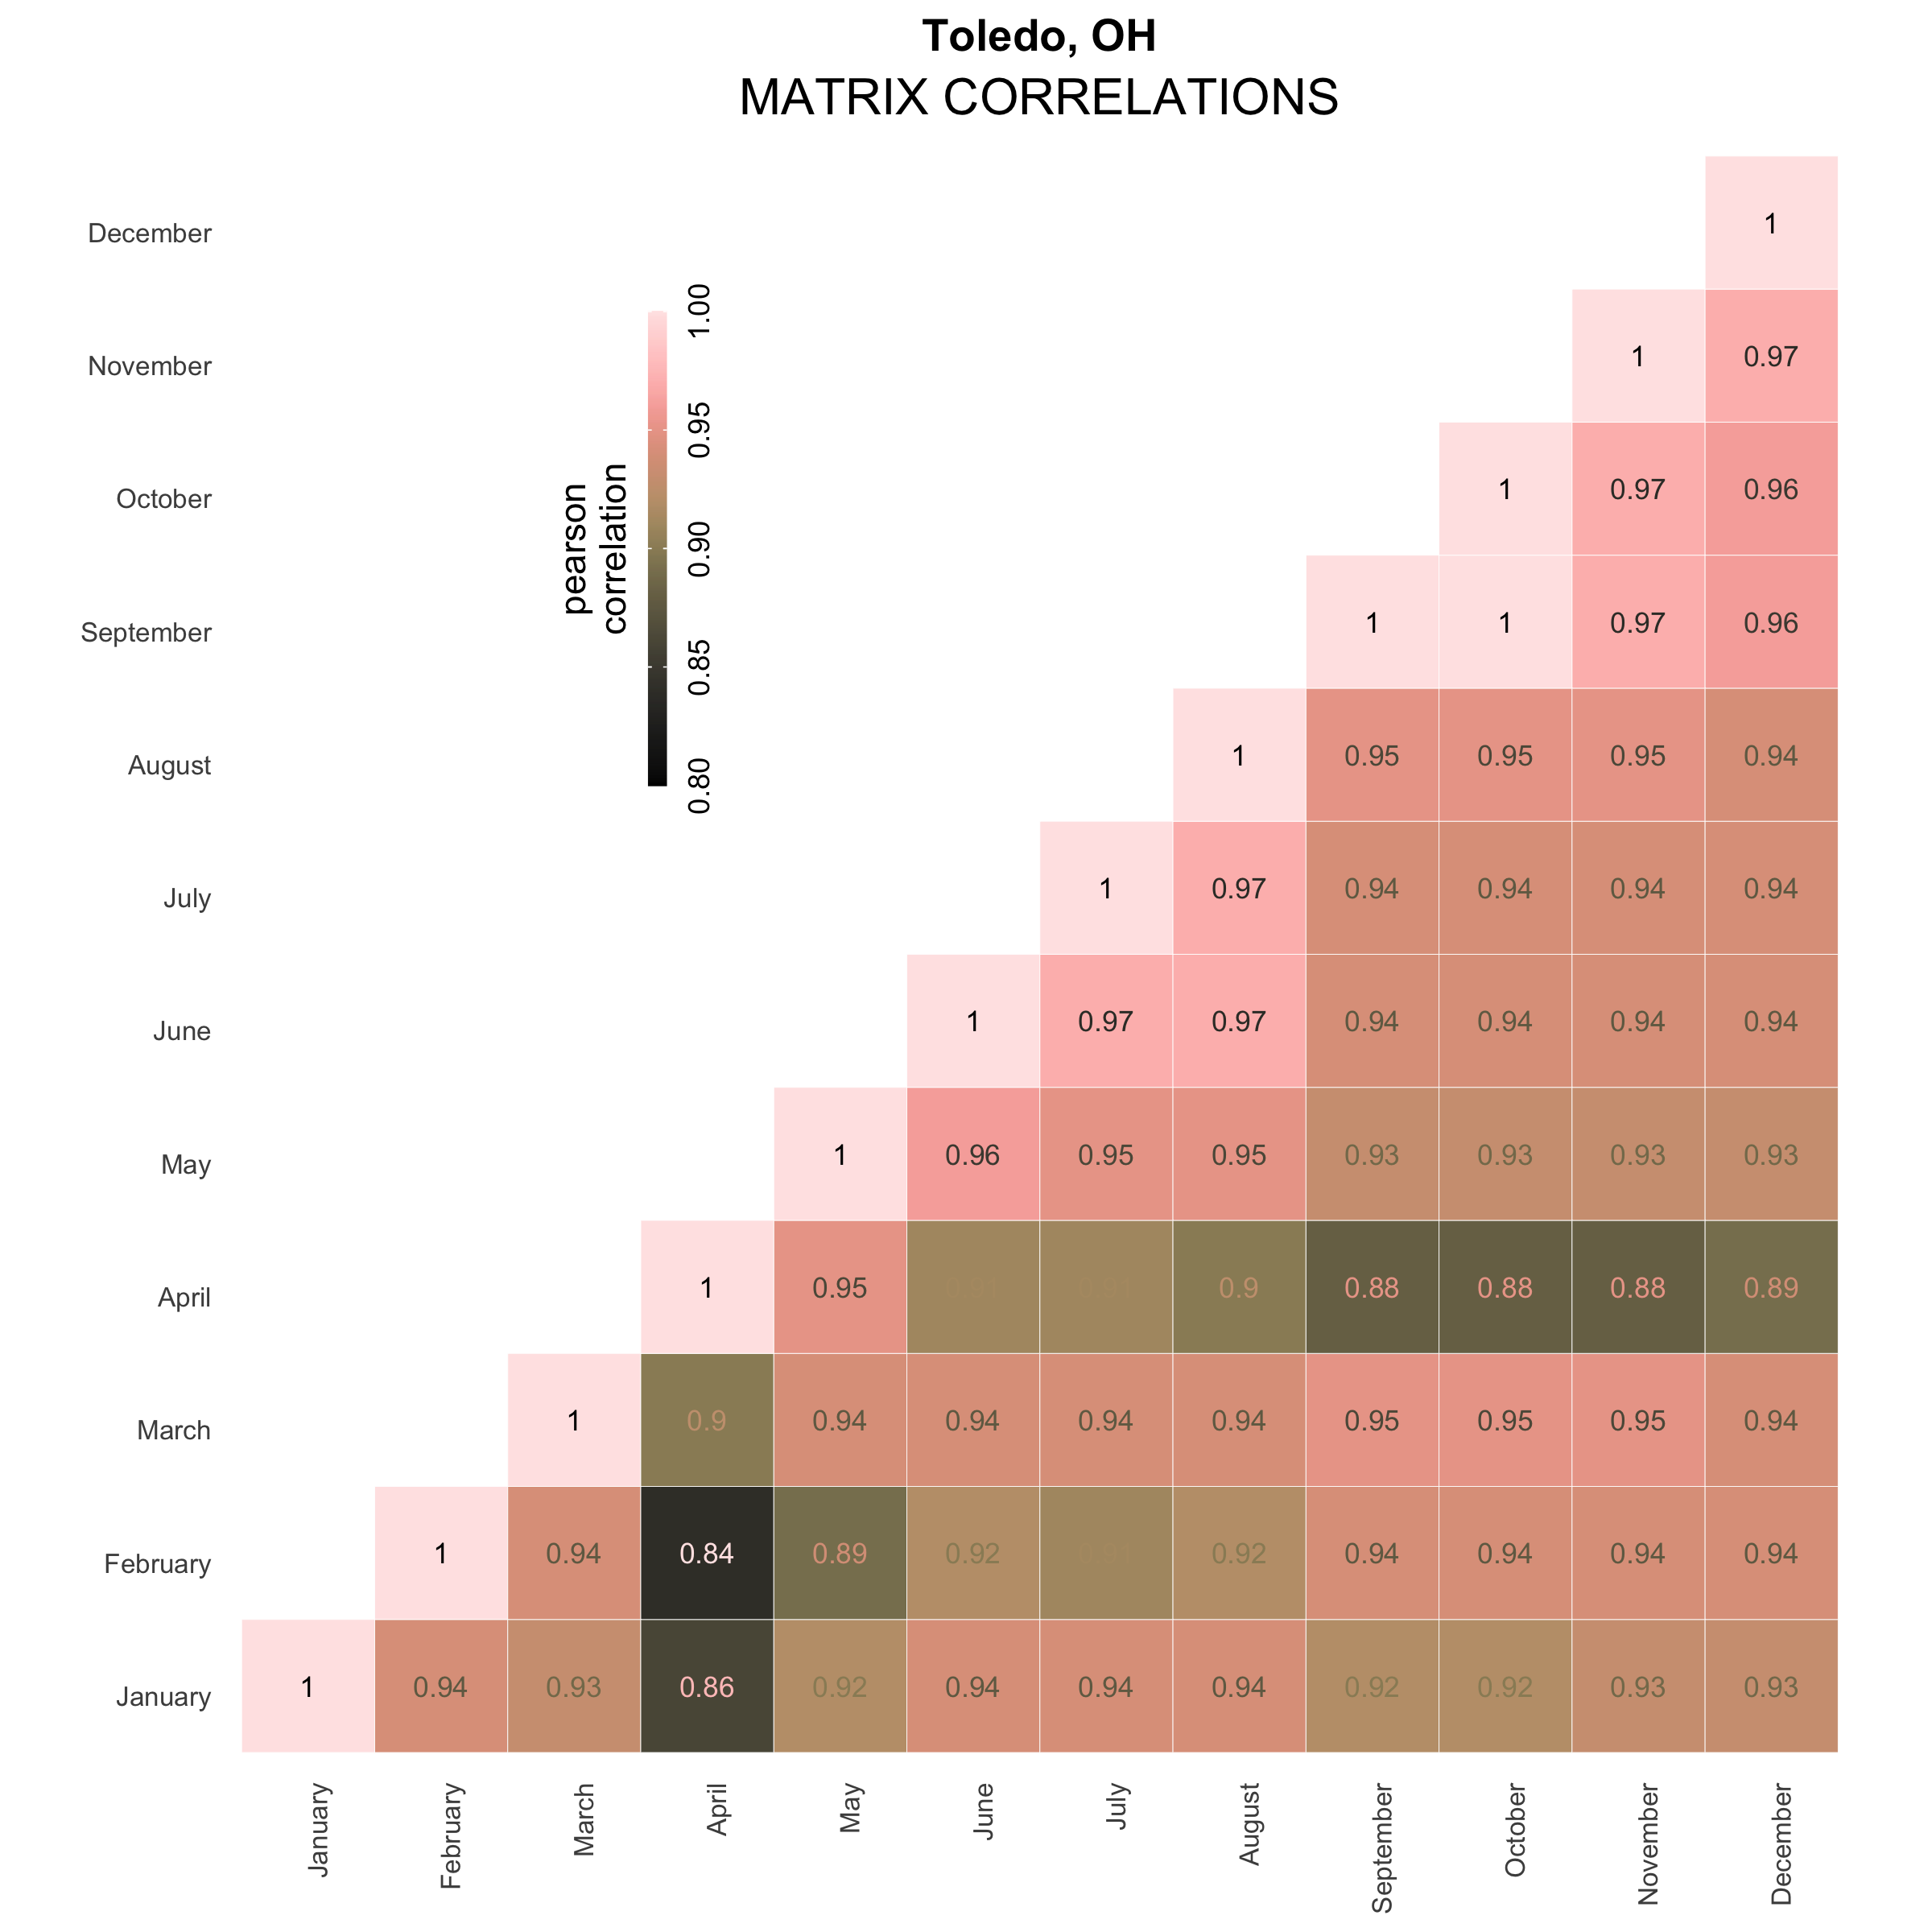 Toledo, OH
MATRIX CORRELATIONS
December 1
November 1 0.97
October 1 0.97 0.96
September 1 1 0.97 0.96
August 1 0.95 0.95 0.95 0.94
July 1 0.97 0.94 0.94 0.94 0.94
June 1 0.97 0.97 0.94 0.94 0.94 0.94
May 1 0.96 0.95 0.95 0.93 0.93 0.93 0.93
April 1 0.95 0.9 0.88 0.88 0.88 0.89
March 1 0.9 0.94 0.94 0.94 0.94 0.95 0.95 0.95 0.94
February 1 0.94 0.84 0.89 0.92 0.92 0.94 0.94 0.94 0.94
January 1 0.94 0.93 0.86 0.92 0.94 0.94 0.94 0.92 0.92 0.93 0.93
January February March April May June July August September October November December
pearson
correlation
0.80 0.85 0.90 0.95 1.00